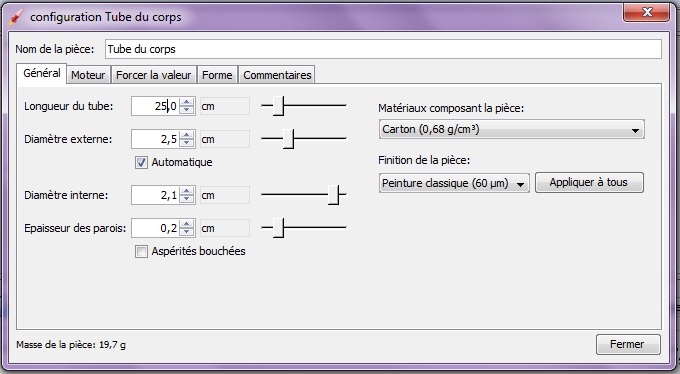 configuration Tube du corps
Nom de la pièce: Tube du corps
Général Moteur Forcer la valeur Forme Commentaires
Longueur du tube: 25,0 cm
Diamètre externe: 2,5 cm
Automatique
Diamètre interne: 2,1 cm
Epaisseur des parois: 0,2 cm
Aspérités bouchées
Matériaux composant la pièce:
Carton (0,68 g/cm³)
Finition de la pièce:
Peinture classique (60 µm) Appliquer à tous
Masse de la pièce: 19,7 g
Fermer